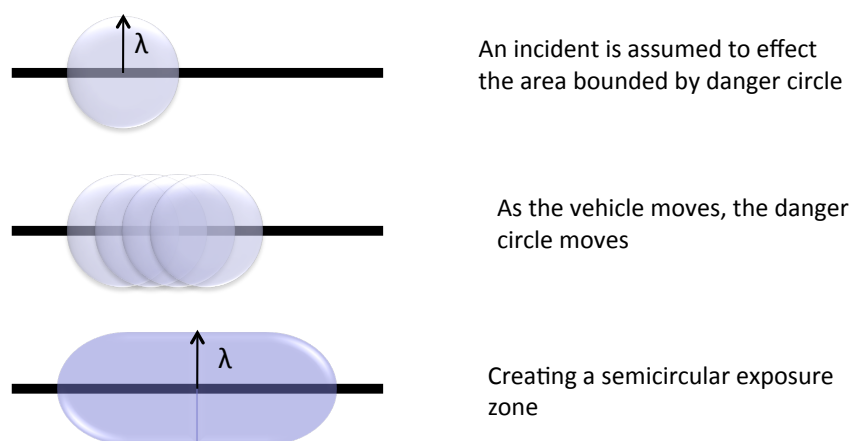 λ
An incident is assumed to effect
the area bounded by danger circle
As the vehicle moves, the danger
circle moves
λ
Creating a semicircular exposure
zone